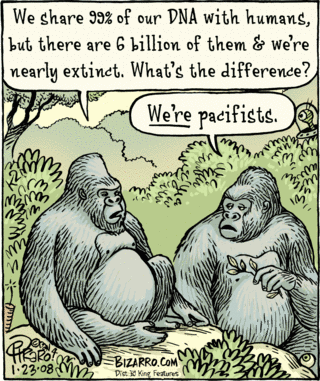 We share 99% of our DNA with humans,
but there are 6 billion of them & we're
nearly extinct. What's the difference?
We're pacifists.
1·23·08
BIZARRO.COM
Dist. by King Features